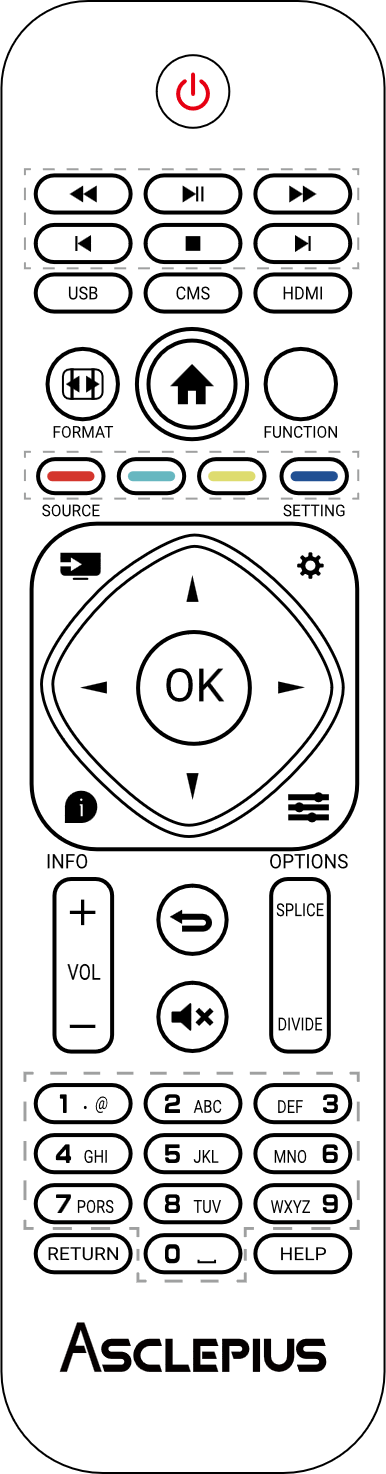 USB CMS HDMI
FORMAT FUNCTION
SOURCE SETTING
OK
INFO OPTIONS
+ SPLICE
VOL
− DIVIDE
1 . @ 2 ABC DEF 3
4 GHI 5 JKL MNO 6
7 PORS 8 TUV WXYZ 9
RETURN 0 HELP
ASCLEPIUS